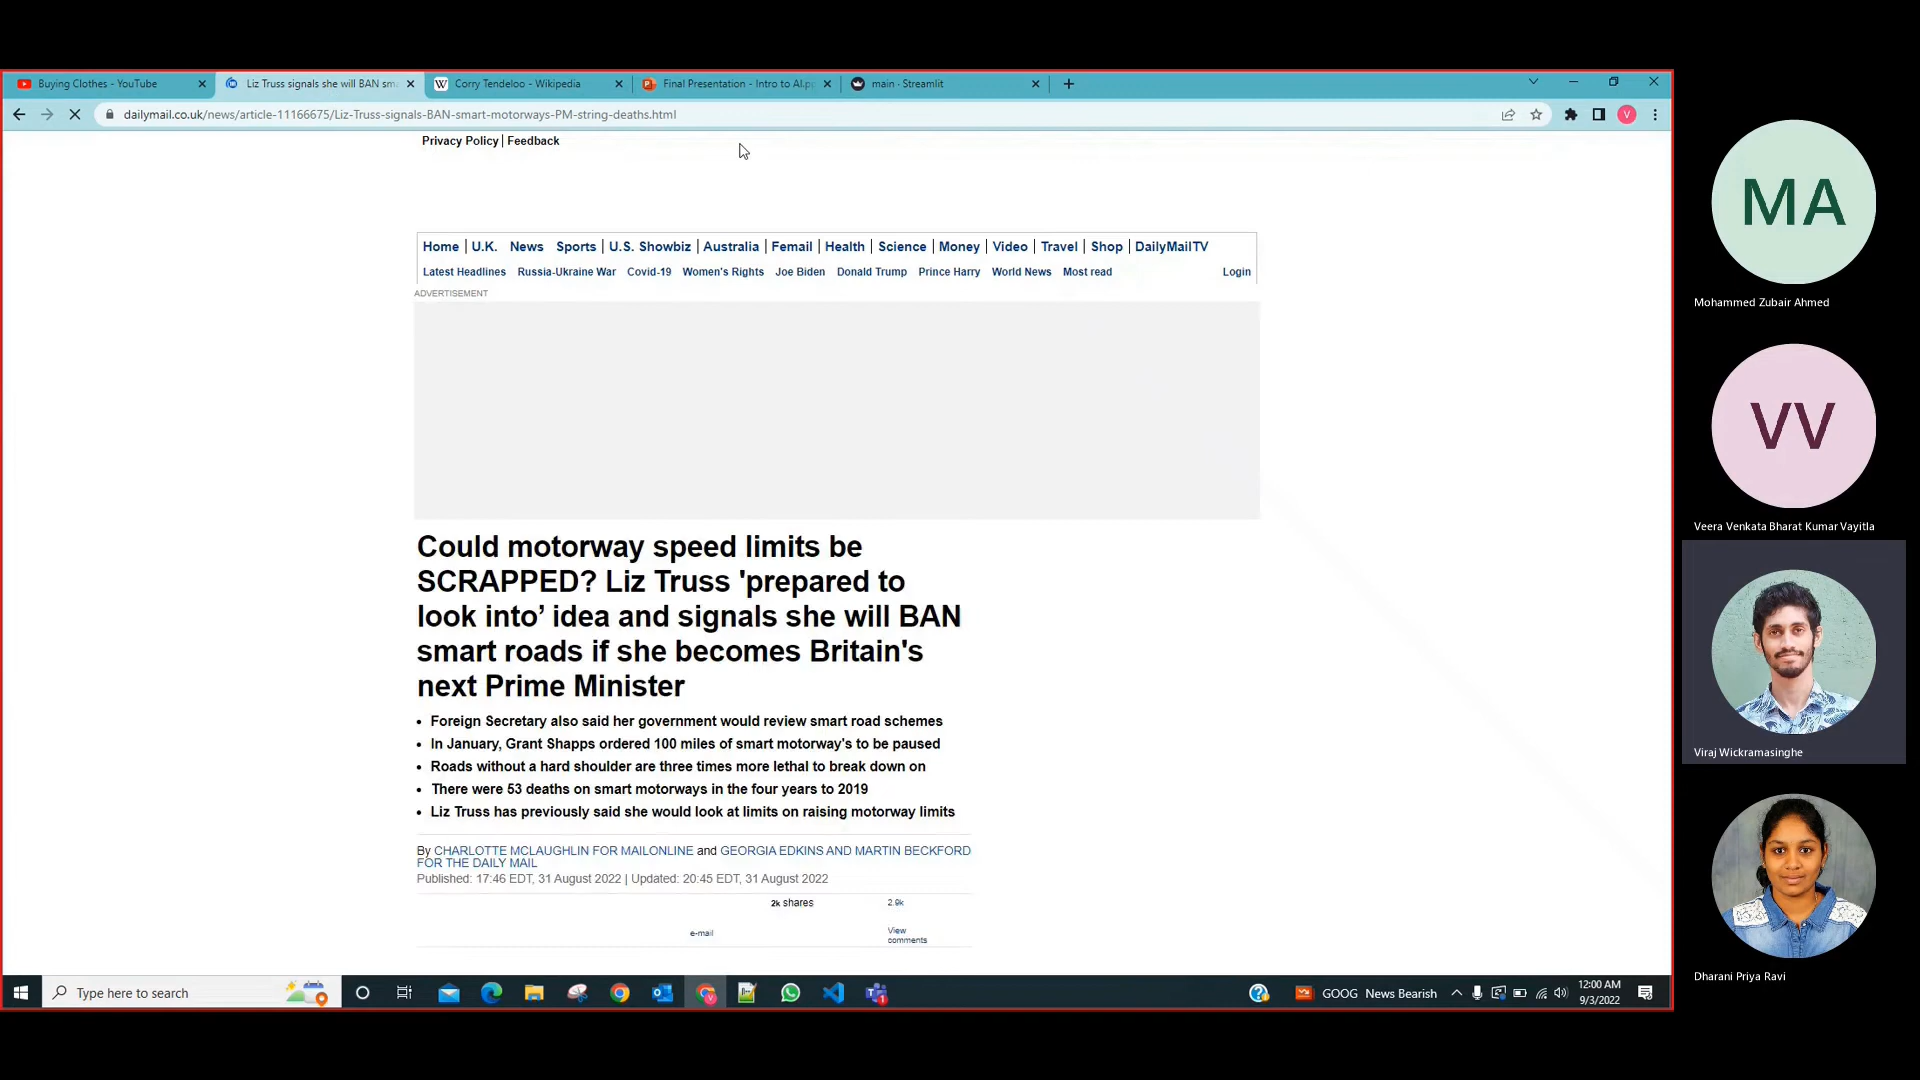 Buying Clothes - YouTube
Liz Truss signals she will BAN sm
Corry Tendeloo - Wikipedia
Final Presentation - Intro to AI.pp
main · Streamlit
dailymail.co.uk/news/article-11166675/Liz-Truss-signals-BAN-smart-motorways-PM-string-deaths.html
V
Privacy Policy | Feedback
Home | U.K. News Sports | U.S. Showbiz | Australia | Femail | Health | Science | Money | Video | Travel | Shop | DailyMailTV
Latest Headlines Russia-Ukraine War Covid-19 Women's Rights Joe Biden Donald Trump Prince Harry World News Most read Login
ADVERTISEMENT
Could motorway speed limits be
SCRAPPED? Liz Truss 'prepared to
look into’ idea and signals she will BAN
smart roads if she becomes Britain's
next Prime Minister
• Foreign Secretary also said her government would review smart road schemes
• In January, Grant Shapps ordered 100 miles of smart motorway's to be paused
• Roads without a hard shoulder are three times more lethal to break down on
• There were 53 deaths on smart motorways in the four years to 2019
• Liz Truss has previously said she would look at limits on raising motorway limits
By CHARLOTTE MCLAUGHLIN FOR MAILONLINE and GEORGIA EDKINS AND MARTIN BECKFORD
FOR THE DAILY MAIL
Published: 17:46 EDT, 31 August 2022 | Updated: 20:45 EDT, 31 August 2022
2k shares
2.9k
e-mail
View
comments
Type here to search
GOOG News Bearish
12:00 AM
9/3/2022
MA
Mohammed Zubair Ahmed
VV
Veera Venkata Bharat Kumar Vayitla
Viraj Wickramasinghe
Dharani Priya Ravi